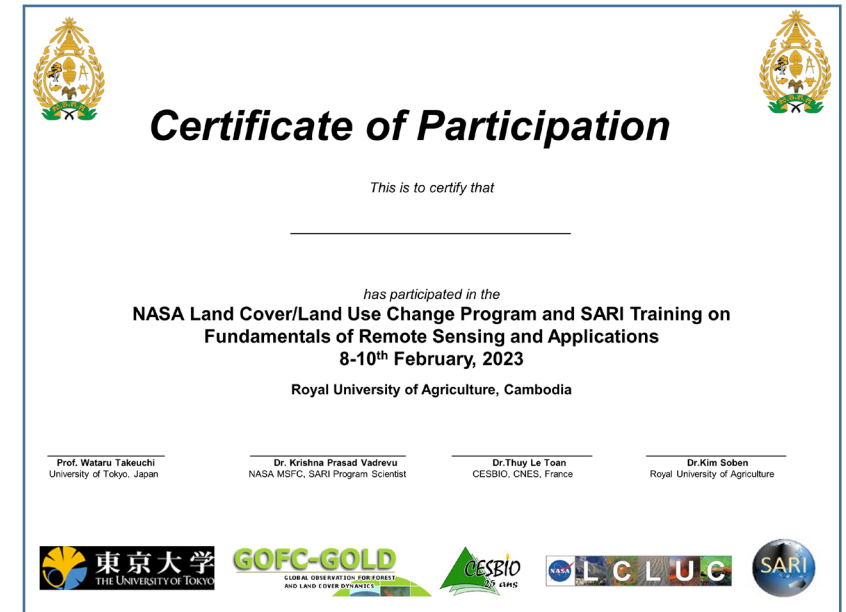 Certificate of Participation
This is to certify that
has participated in the
NASA Land Cover/Land Use Change Program and SARI Training on
Fundamentals of Remote Sensing and Applications
8-10th February, 2023
Royal University of Agriculture, Cambodia
Prof. Wataru Takeuchi
University of Tokyo, Japan
Dr. Krishna Prasad Vadrevu
NASA MSFC, SARI Program Scientist
Dr.Thuy Le Toan
CESBIO, CNES, France
Dr.Kim Soben
Royal University of Agriculture
東京大学
THE UNIVERSITY OF TOKYO
GOFC-GOLD
GLOBAL OBSERVATION FOR FOREST
AND LAND COVER DYNAMICS
CESBIO
25 ans
NASA
LCLUC
SARI